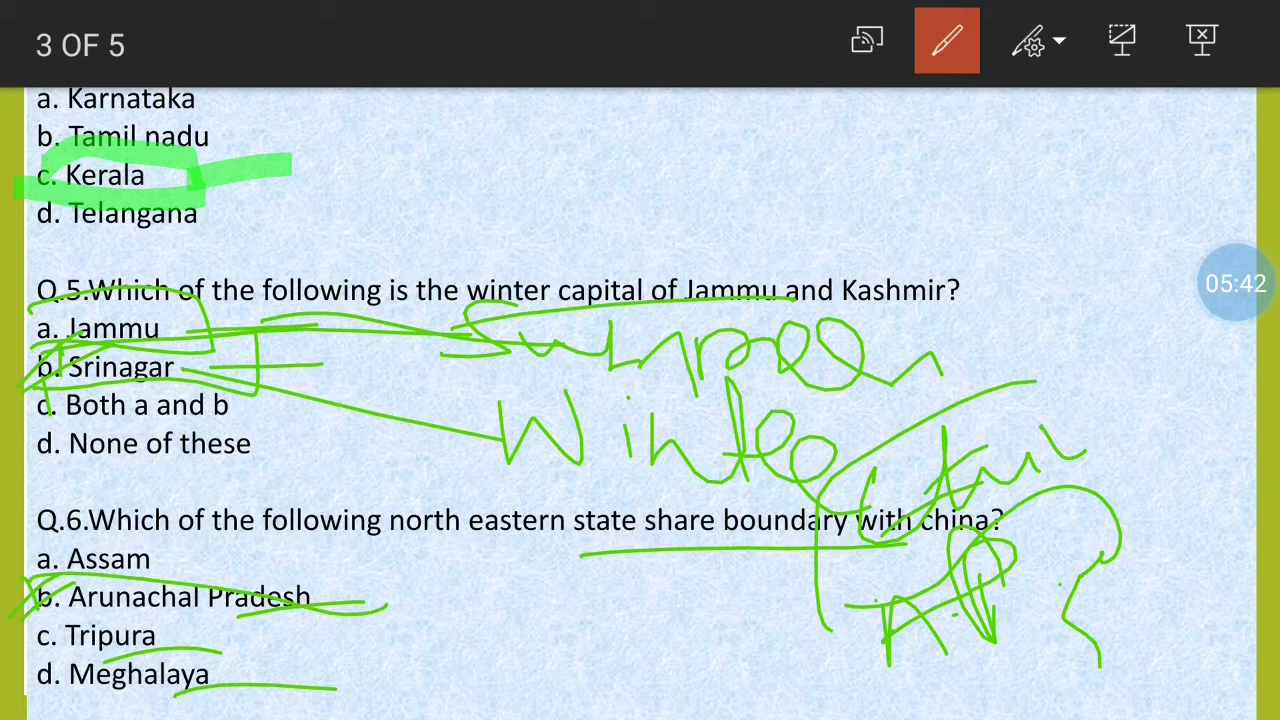 3 OF 5
a. Karnataka
b. Tamil nadu
c. Kerala
d. Telangana
05:42
Q.5.Which of the following is the winter capital of Jammu and Kashmir?
a. Jammu
b. Srinagar
c. Both a and b
d. None of these
Q.6.Which of the following north eastern state share boundary with china?
a. Assam
b. Arunachal Pradesh
c. Tripura
d. Meghalaya